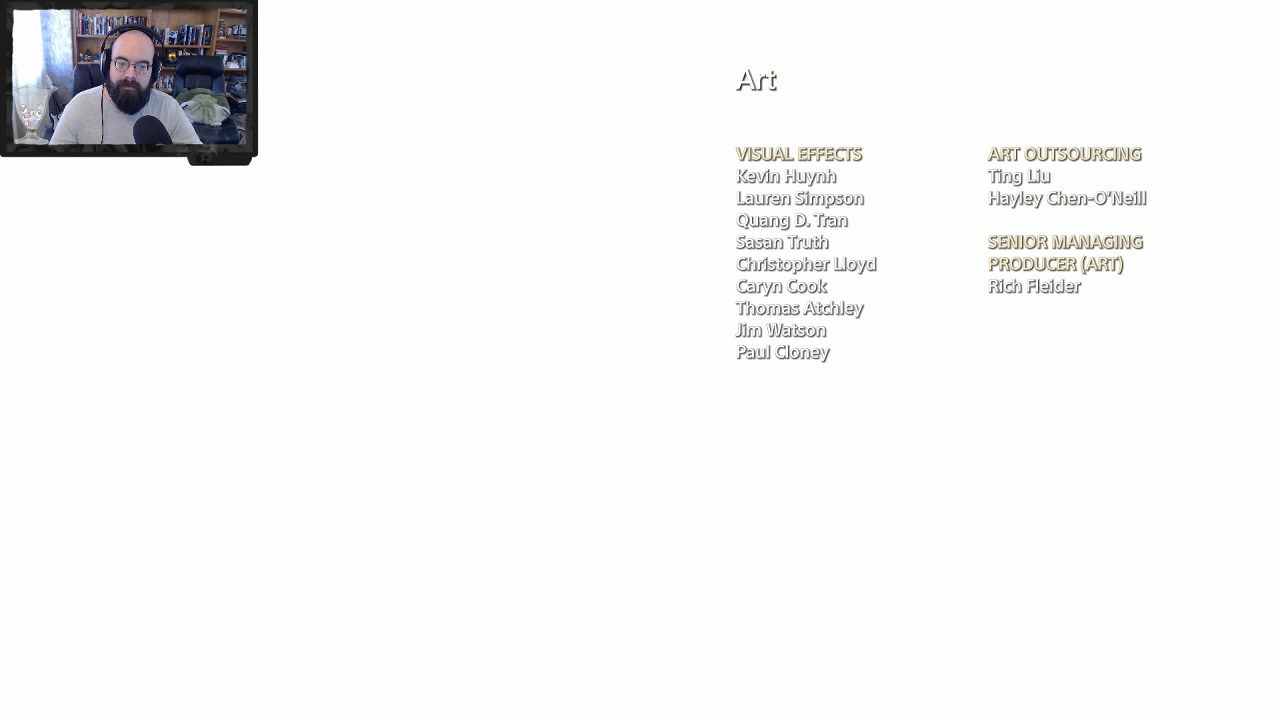 Art
VISUAL EFFECTS
Kevin Huynh
Lauren Simpson
Quang D. Tran
Sasan Truth
Christopher Lloyd
Caryn Cook
Thomas Atchley
Jim Watson
Paul Cloney
ART OUTSOURCING
Ting Liu
Hayley Chen-O'Neill
SENIOR MANAGING
PRODUCER (ART)
Rich Fleider